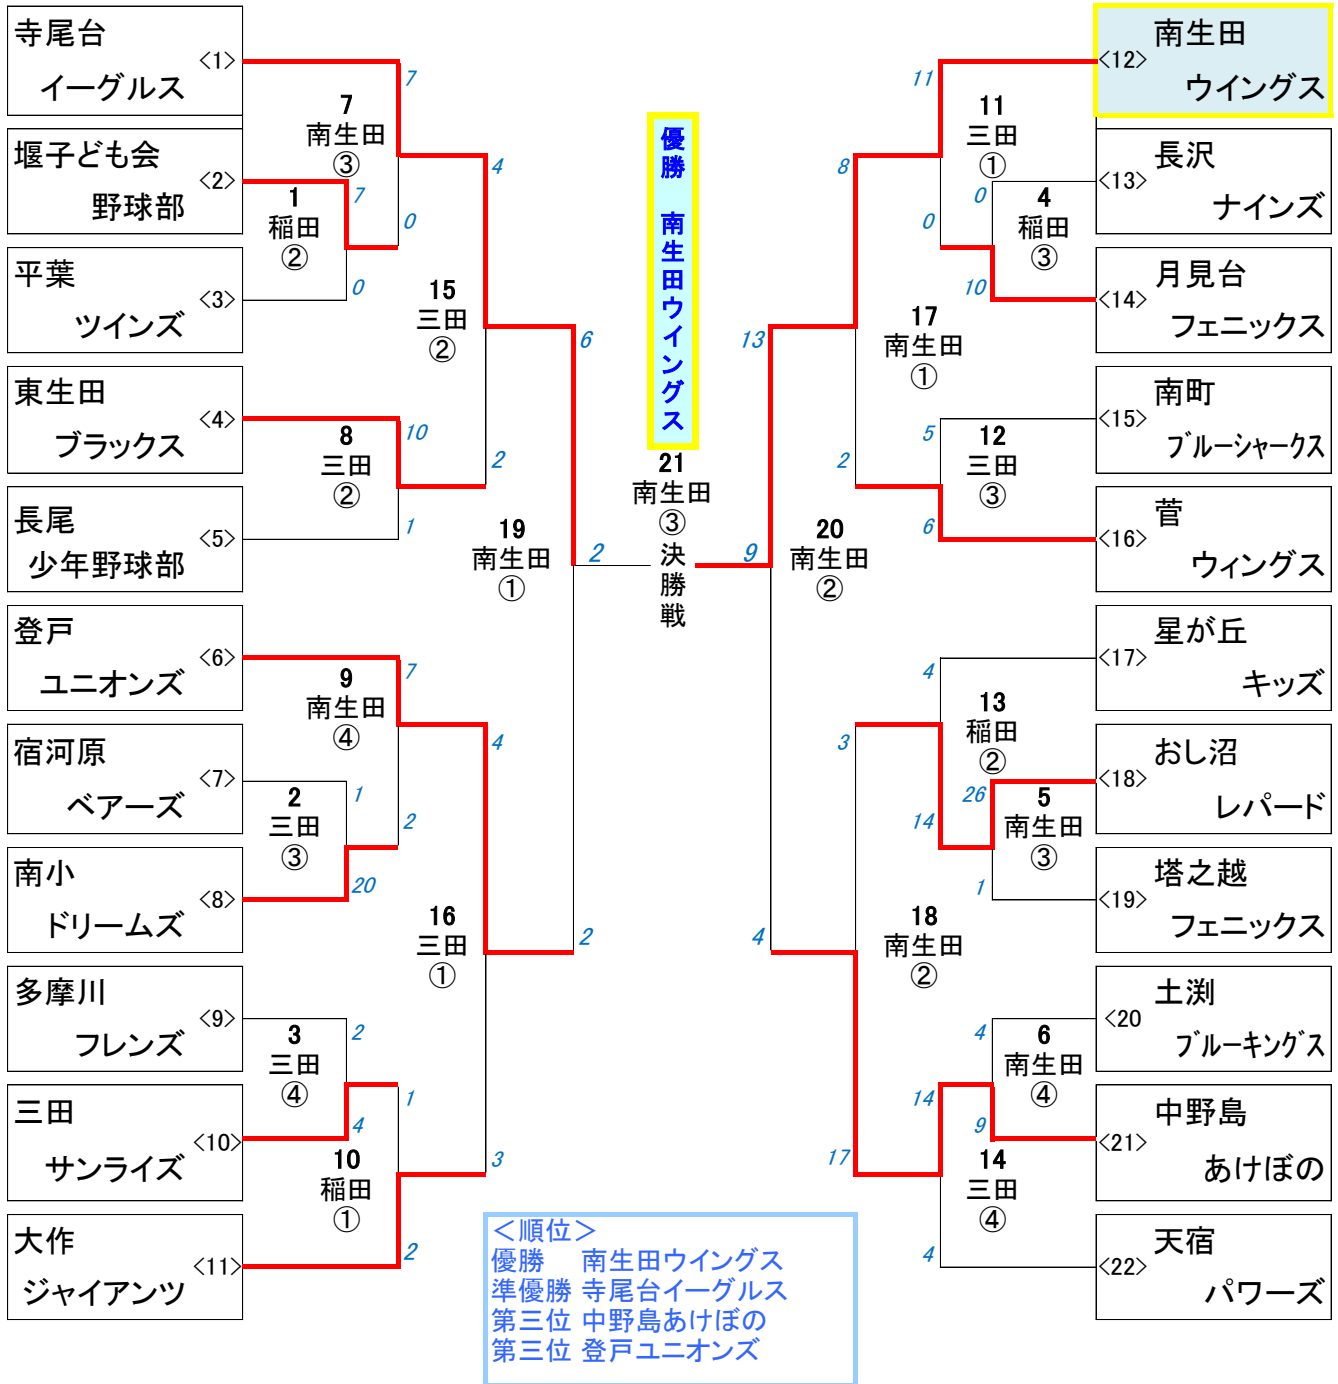 寺尾台
<1>
イーグルス
堰子ども会
<2>
野球部
平葉
<3>
ツインズ
東生田
<4>
ブラックス
長尾
<5>
少年野球部
登戸
<6>
ユニオンズ
宿河原
<7>
ベアーズ
南小
<8>
ドリームズ
多摩川
<9>
フレンズ
三田
<10>
サンライズ
大作
<11>
ジャイアンツ
1
稲田
②
7
0
2
三田
③
1
20
3
三田
④
2
4
7
南生田
③
7
0
8
三田
②
10
1
9
南生田
④
7
2
10
稲田
①
1
2
15
三田
②
4
2
16
三田
①
4
3
19
南生田
①
6
2
優勝 南生田ウイングス
21
南生田
③
決勝戦
2
9
20
南生田
②
13
4
17
南生田
①
8
2
18
南生田
②
3
17
11
三田
①
11
0
12
三田
③
5
6
13
稲田
②
4
14
14
三田
④
14
4
4
稲田
③
0
10
5
南生田
③
26
1
6
南生田
④
4
9
南生田
<12>
ウイングス
長沢
<13>
ナインズ
月見台
<14>
フェニックス
南町
<15>
ブルーシャークス
菅
<16>
ウィングス
星が丘
<17>
キッズ
おし沼
<18>
レパード
塔之越
<19>
フェニックス
土渕
<20
ブルーキングス
中野島
<21>
あけぼの
天宿
<22>
パワーズ
＜順位＞
優勝 南生田ウイングス
準優勝 寺尾台イーグルス
第三位 中野島あけぼの
第三位 登戸ユニオンズ